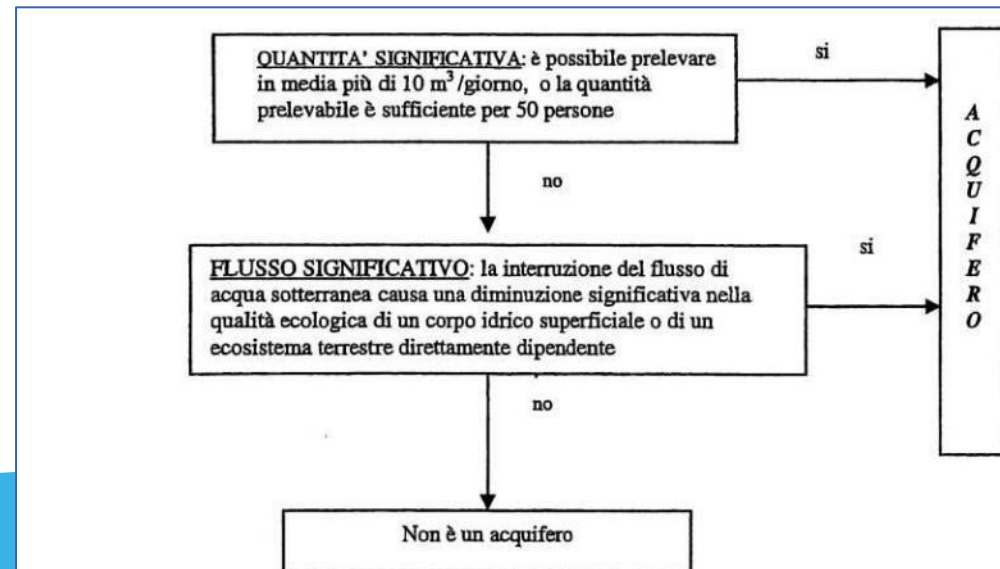 QUANTITA' SIGNIFICATIVA: è possibile prelevare
in media più di 10 m³/giorno, o la quantità
prelevabile è sufficiente per 50 persone
si
no
FLUSSO SIGNIFICATIVO: la interruzione del flusso di
acqua sotterranea causa una diminuzione significativa nella
qualità ecologica di un corpo idrico superficiale o di un
ecosistema terrestre direttamente dipendente
si
no
Non è un acquifero
A
C
Q
U
I
F
E
R
O